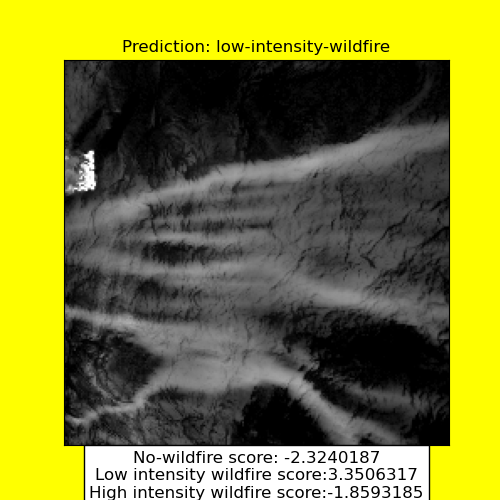 Prediction: low-intensity-wildfire
No-wildfire score: -2.3240187
Low intensity wildfire score:3.3506317
High intensity wildfire score:-1.8593185